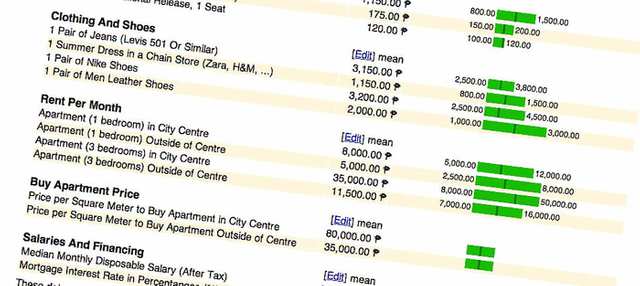 Release, 1 Seat 1,150.00 ₱ 800.00 1,500.00
175.00 ₱ 150.00 200.00
120.00 ₱ 100.00 120.00
Clothing And Shoes [Edit] mean
1 Pair of Jeans (Levis 501 Or Similar) 3,150.00 ₱ 2,500.00 3,800.00
1 Summer Dress in a Chain Store (Zara, H&M, ...) 1,150.00 ₱ 800.00 1,500.00
1 Pair of Nike Shoes 3,200.00 ₱ 2,500.00 4,500.00
1 Pair of Men Leather Shoes 2,000.00 ₱ 1,000.00 3,000.00
Rent Per Month [Edit] mean
Apartment (1 bedroom) in City Centre 8,000.00 ₱ 5,000.00 12,000.00
Apartment (1 bedroom) Outside of Centre 5,000.00 ₱ 2,500.00 8,000.00
Apartment (3 bedrooms) in City Centre 35,000.00 ₱ 8,000.00 50,000.00
Apartment (3 bedrooms) Outside of Centre 11,500.00 ₱ 7,000.00 16,000.00
Buy Apartment Price [Edit] mean
Price per Square Meter to Buy Apartment in City Centre 80,000.00 ₱
Price per Square Meter to Buy Apartment Outside of Centre 35,000.00 ₱
Salaries And Financing [Edit] mean
Median Monthly Disposable Salary (After Tax)
Mortgage Interest Rate in Percentanges
These